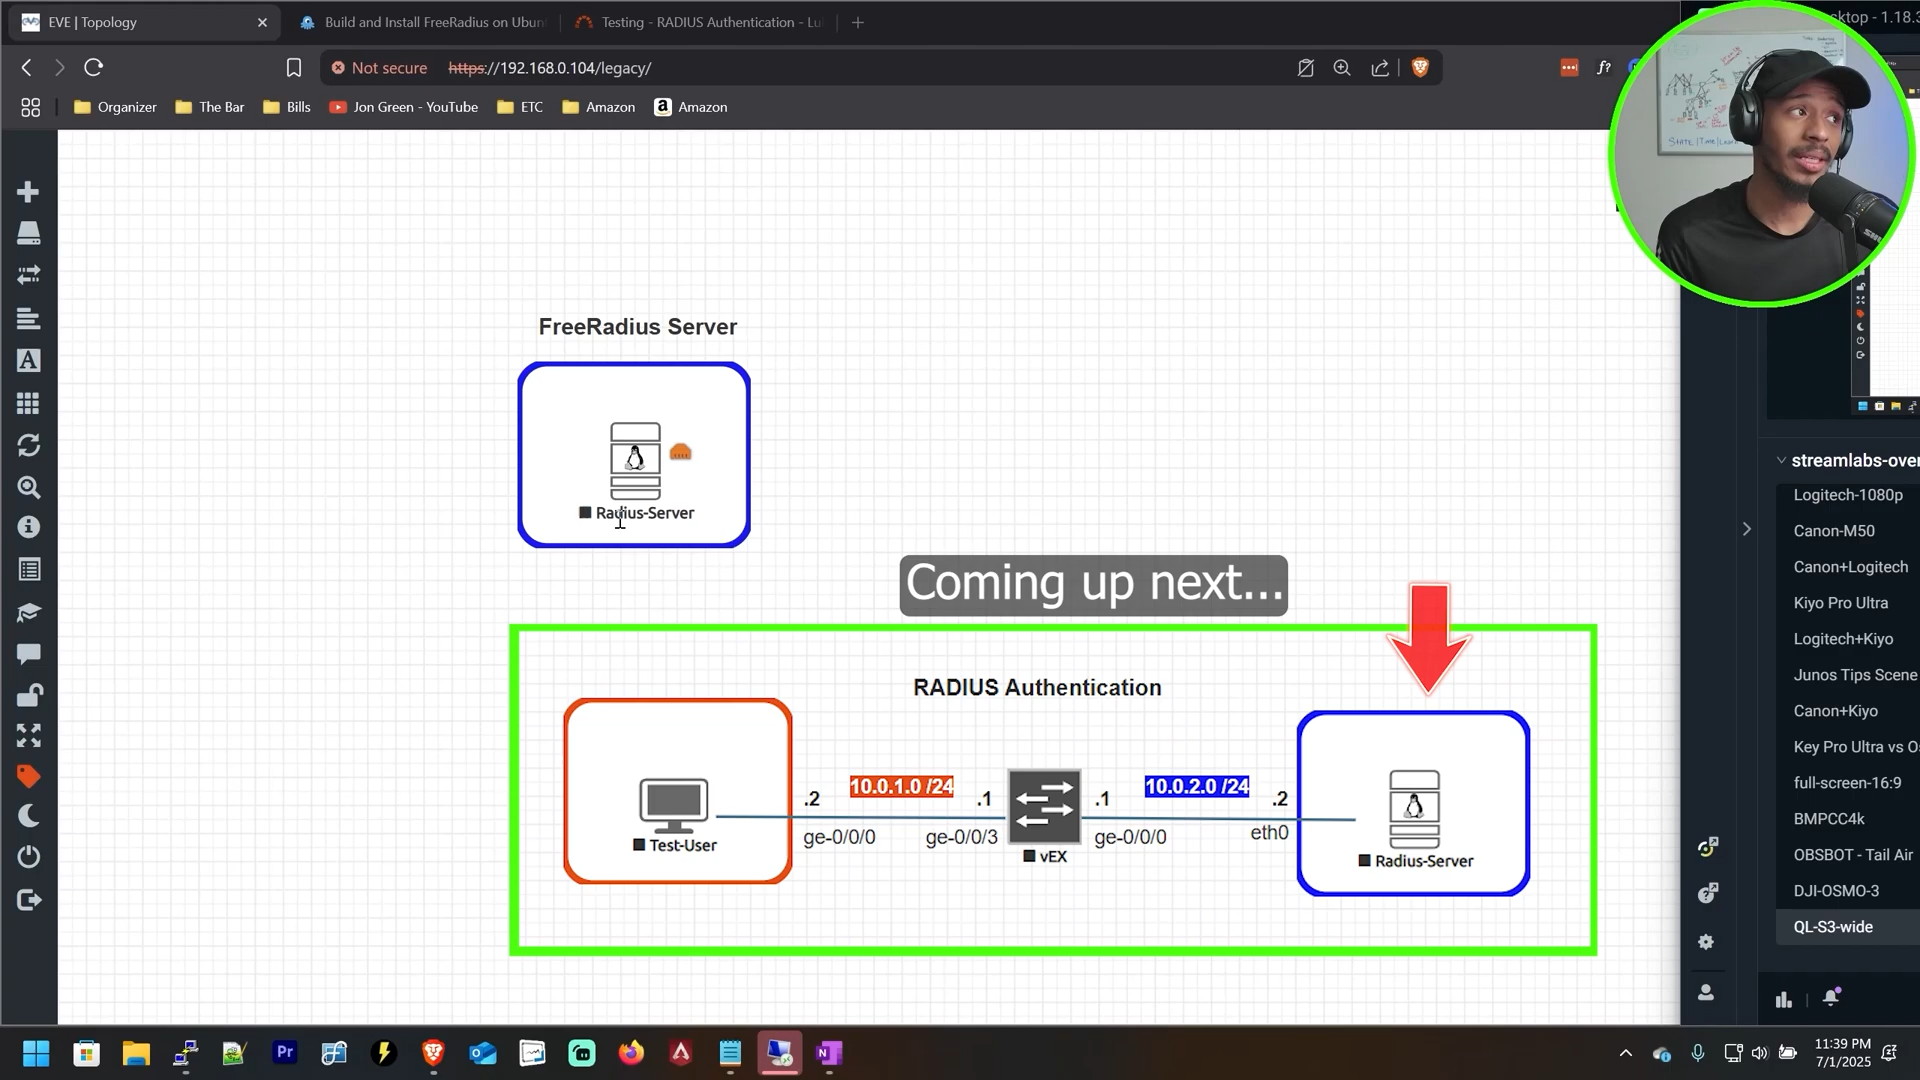 EVE | Topology
Build and Install FreeRadius on Ubun
Testing - RADIUS Authentication - Lu
sktop - 1.18.3
Not secure
https://192.168.0.104/legacy/
Organizer
The Bar
Bills
Jon Green - YouTube
ETC
Amazon
Amazon
FreeRadius Server
Radius-Server
Coming up next...
RADIUS Authentication
.2
10.0.1.0 /24
.1
.1
10.0.2.0 /24
.2
ge-0/0/0
ge-0/0/3
ge-0/0/0
eth0
Test-User
vEX
Radius-Server
streamlabs-over
Logitech-1080p
Canon-M50
Canon+Logitech
Kiyo Pro Ultra
Logitech+Kiyo
Junos Tips Scene
Canon+Kiyo
Key Pro Ultra vs O
full-screen-16:9
BMPCC4k
OBSBOT - Tail Air
DJI-OSMO-3
QL-S3-wide
11:39 PM
7/1/2025